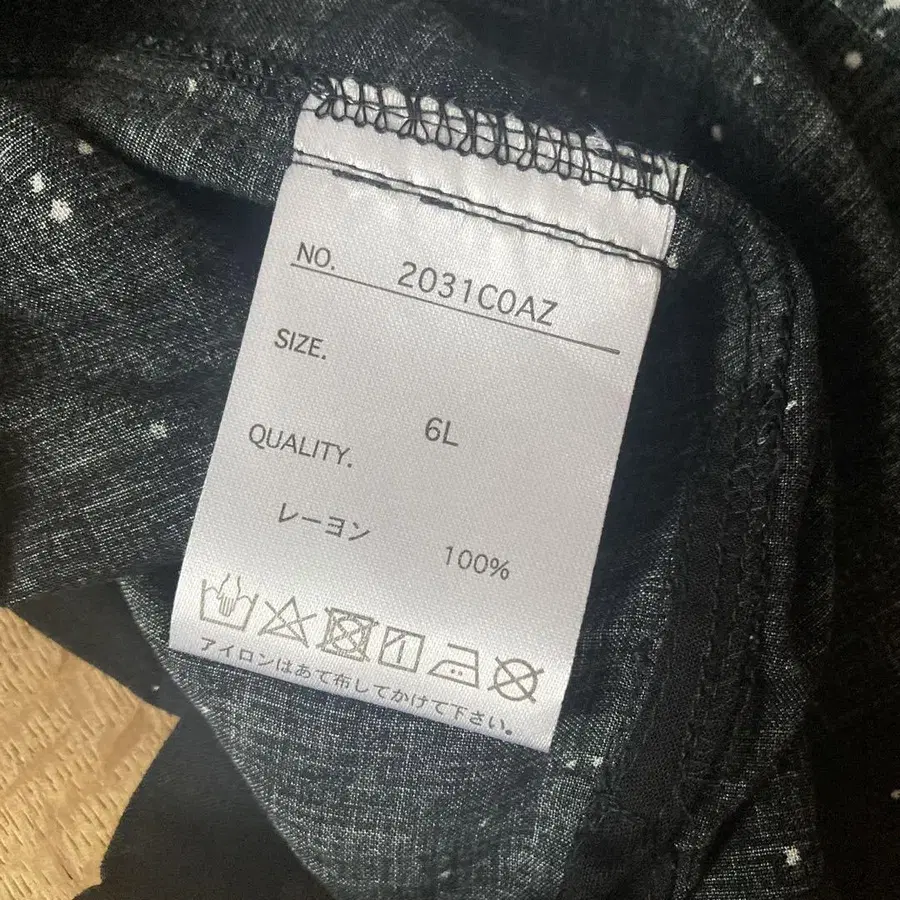 NO. 2031C0AZ
SIZE.
6L
QUALITY.
レーヨン 100%
アイロンはあて布してかけて下さい。